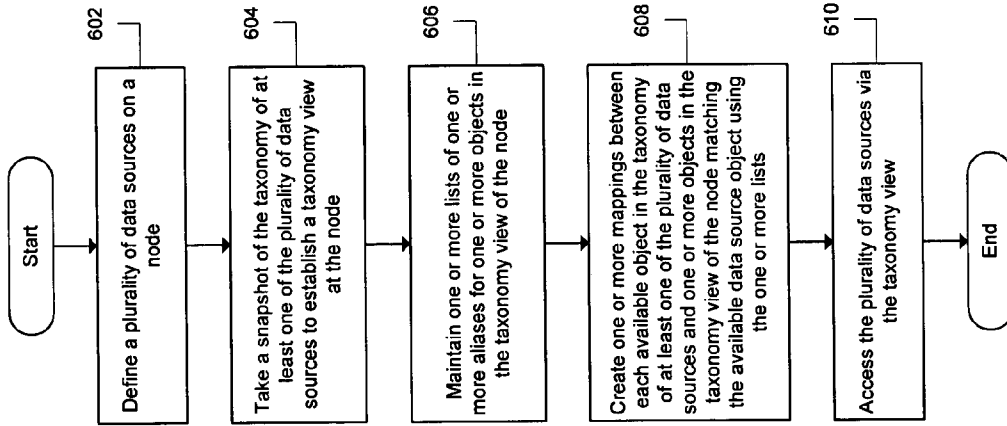 Start
602
Define a plurality of data sources on a
node
604
Take a snapshot of the taxonomy of at
least one of the plurality of data
sources to establish a taxonomy view
at the node
606
Maintain one or more lists of one or
more aliases for one or more objects in
the taxonomy view of the node
608
Create one or more mappings between
each available object in the taxonomy
of at least one of the plurality of data
sources and one or more objects in the
taxonomy view of the node matching
the available data source object using
the one or more lists
610
Access the plurality of data sources via
the taxonomy view
End